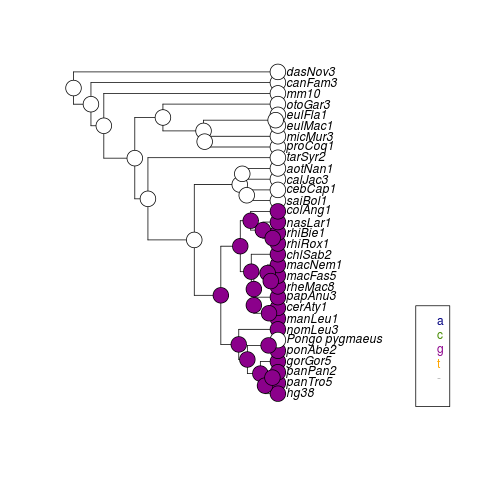 dasNov3
canFam3
mm10
otoGar3
eulFla1
eulMac1
micMur3
proCoq1
tarSyr2
aotNan1
calJac3
cebCap1
saiBol1
colAng1
nasLar1
rhiBie1
rhiRox1
chlSab2
macNem1
macFas5
rheMac8
papAnu3
cerAty1
manLeu1
nomLeu3
Pongo pygmaeus
ponAbe2
gorGor5
panPan2
panTro5
hg38
a
c
g
t
-